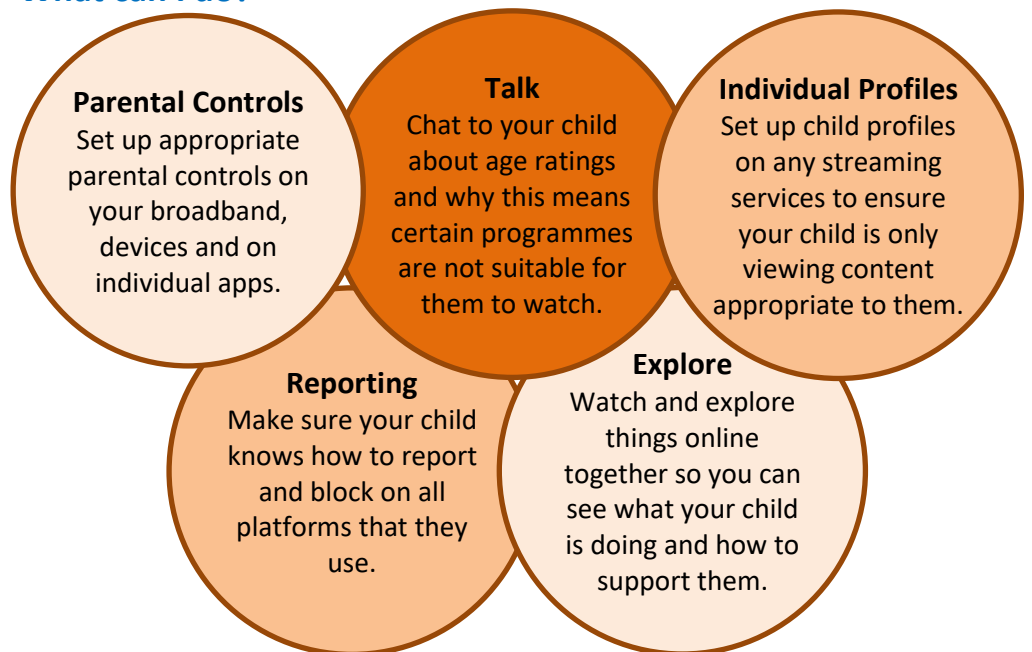 What can I do?
Parental Controls
Set up appropriate
parental controls on
your broadband,
devices and on
individual apps.
Talk
Chat to your child
about age ratings
and why this means
certain programmes
are not suitable for
them to watch.
Individual Profiles
Set up child profiles
on any streaming
services to ensure
your child is only
viewing content
appropriate to them.
Reporting
Make sure your child
knows how to report
and block on all
platforms that they
use.
Explore
Watch and explore
things online
together so you can
see what your child
is doing and how to
support them.